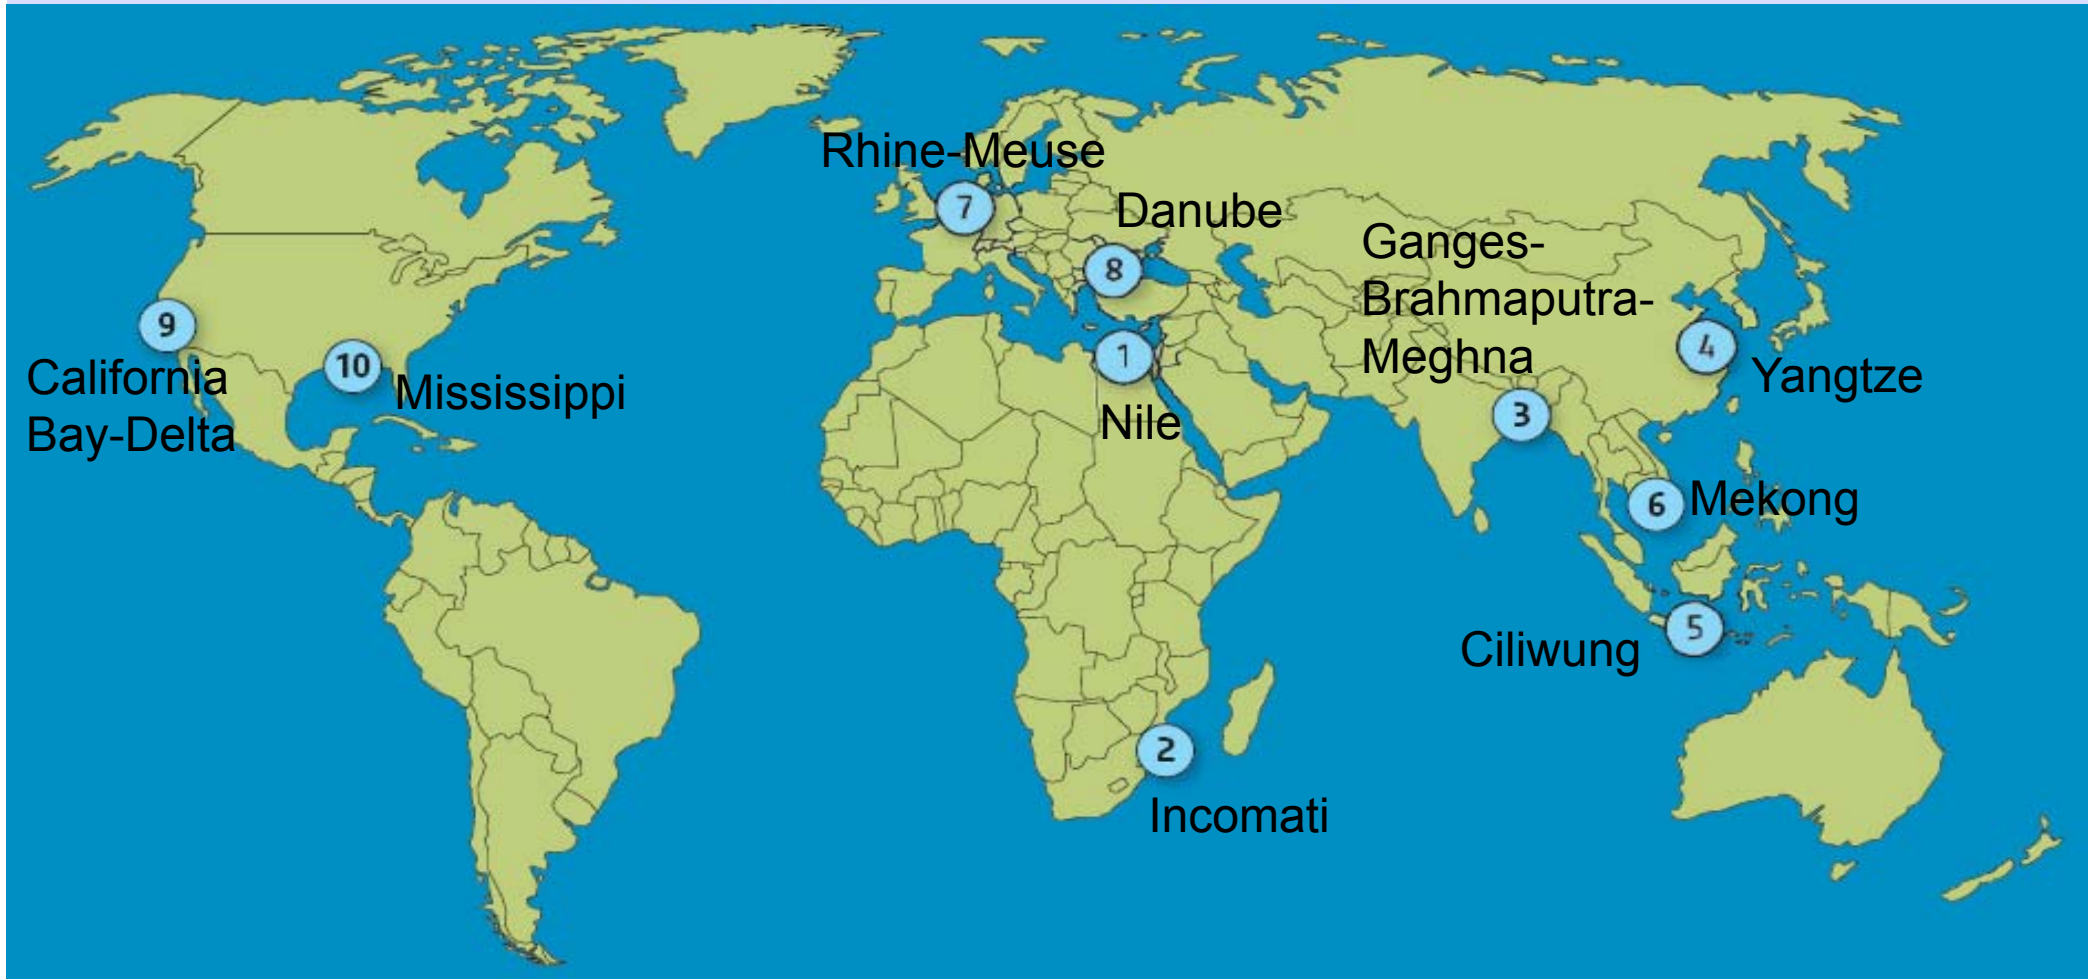 Rhine-Meuse
7
Danube
8
Ganges-
Brahmaputra-
Meghna
9
California
Bay-Delta
10
Mississippi
1
Nile
4
Yangtze
3
6
Mekong
5
Ciliwung
2
Incomati